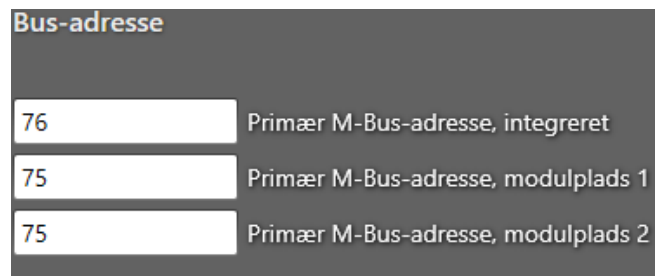 Bus-adresse
76 Primær M-Bus-adresse, integreret
75 Primær M-Bus-adresse, modulplads 1
75 Primær M-Bus-adresse, modulplads 2